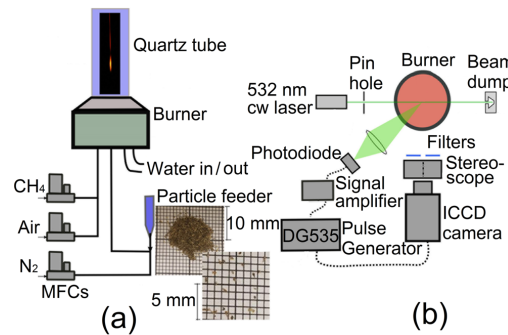 (a)
Quartz tube
Burner
Water in/out
CH4
Air
N2
MFCs
Particle feeder
10 mm
5 mm
(b)
Burner
Pin
hole
Beam
dump
532 nm
cw laser
Photodiode
Filters
Stereo-
scope
Signal
amplifier
ICCD
camera
DG535
Pulse
Generator